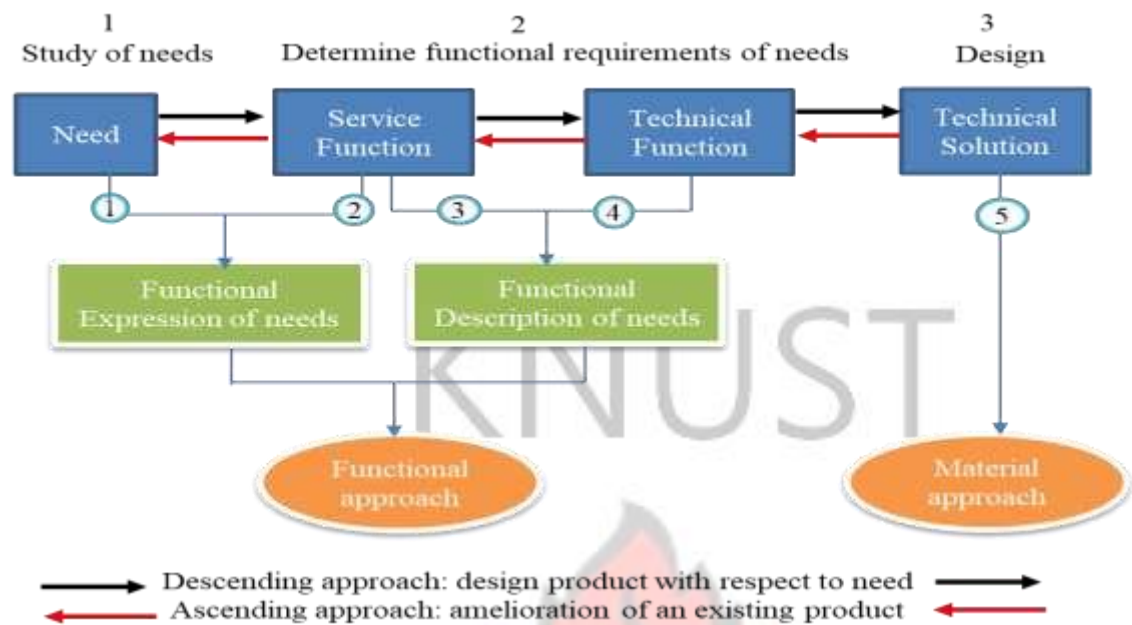 1
Study of needs
2
Determine functional requirements of needs
3
Design
Need
Service
Function
Technical
Function
Technical
Solution
1
2
3
4
5
Functional
Expression of needs
Functional
Description of needs
KNUST
Functional
approach
Material
approach
Descending approach: design product with respect to need
Ascending approach: amelioration of an existing product